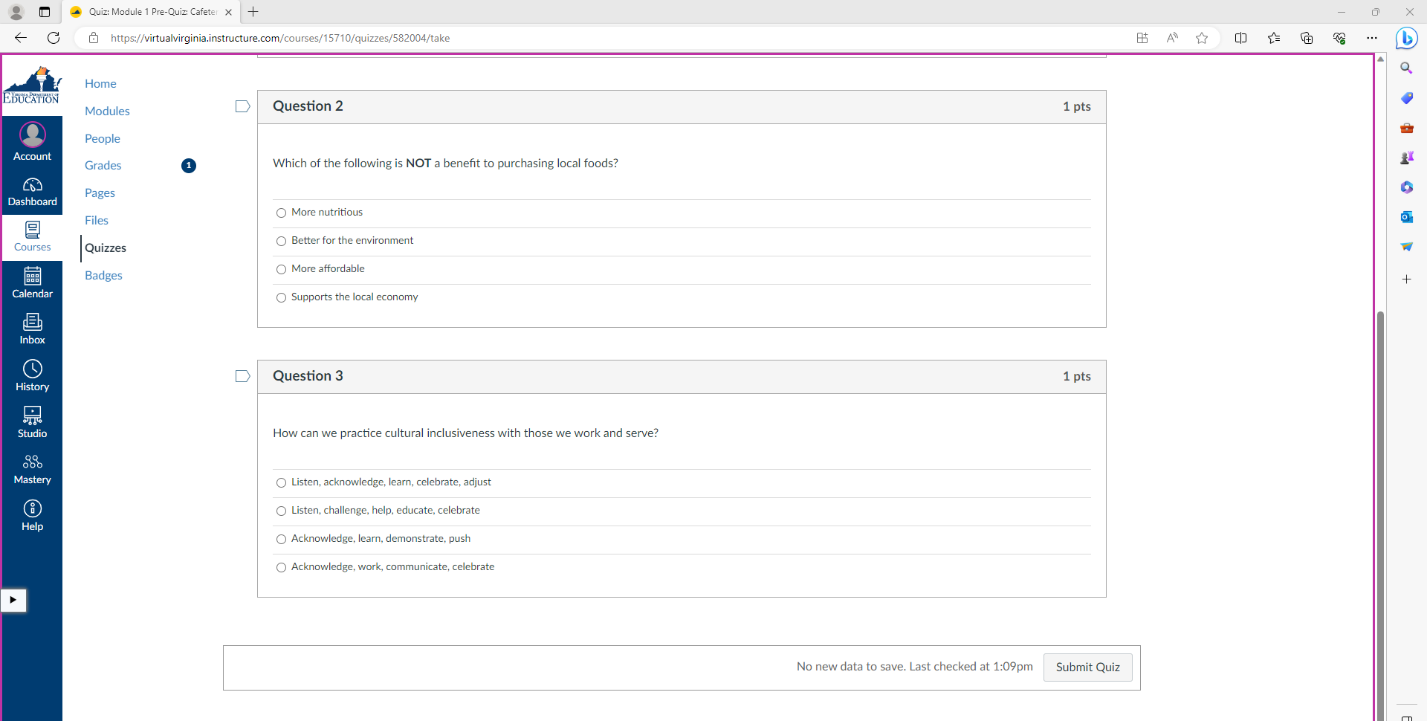 Quiz: Module 1 Pre-Quiz: Cafeter
https://virtualvirginia.instructure.com/courses/15710/quizzes/582004/take
EDUCATION
Account
Dashboard
Courses
Calendar
Inbox
History
Studio
Mastery
Help
Home
Modules
People
Grades 1
Pages
Files
Quizzes
Badges
Question 2 1 pts
Which of the following is NOT a benefit to purchasing local foods?
More nutritious
Better for the environment
More affordable
Supports the local economy
Question 3 1 pts
How can we practice cultural inclusiveness with those we work and serve?
Listen, acknowledge, learn, celebrate, adjust
Listen, challenge, help, educate, celebrate
Acknowledge, learn, demonstrate, push
Acknowledge, work, communicate, celebrate
No new data to save. Last checked at 1:09pm Submit Quiz